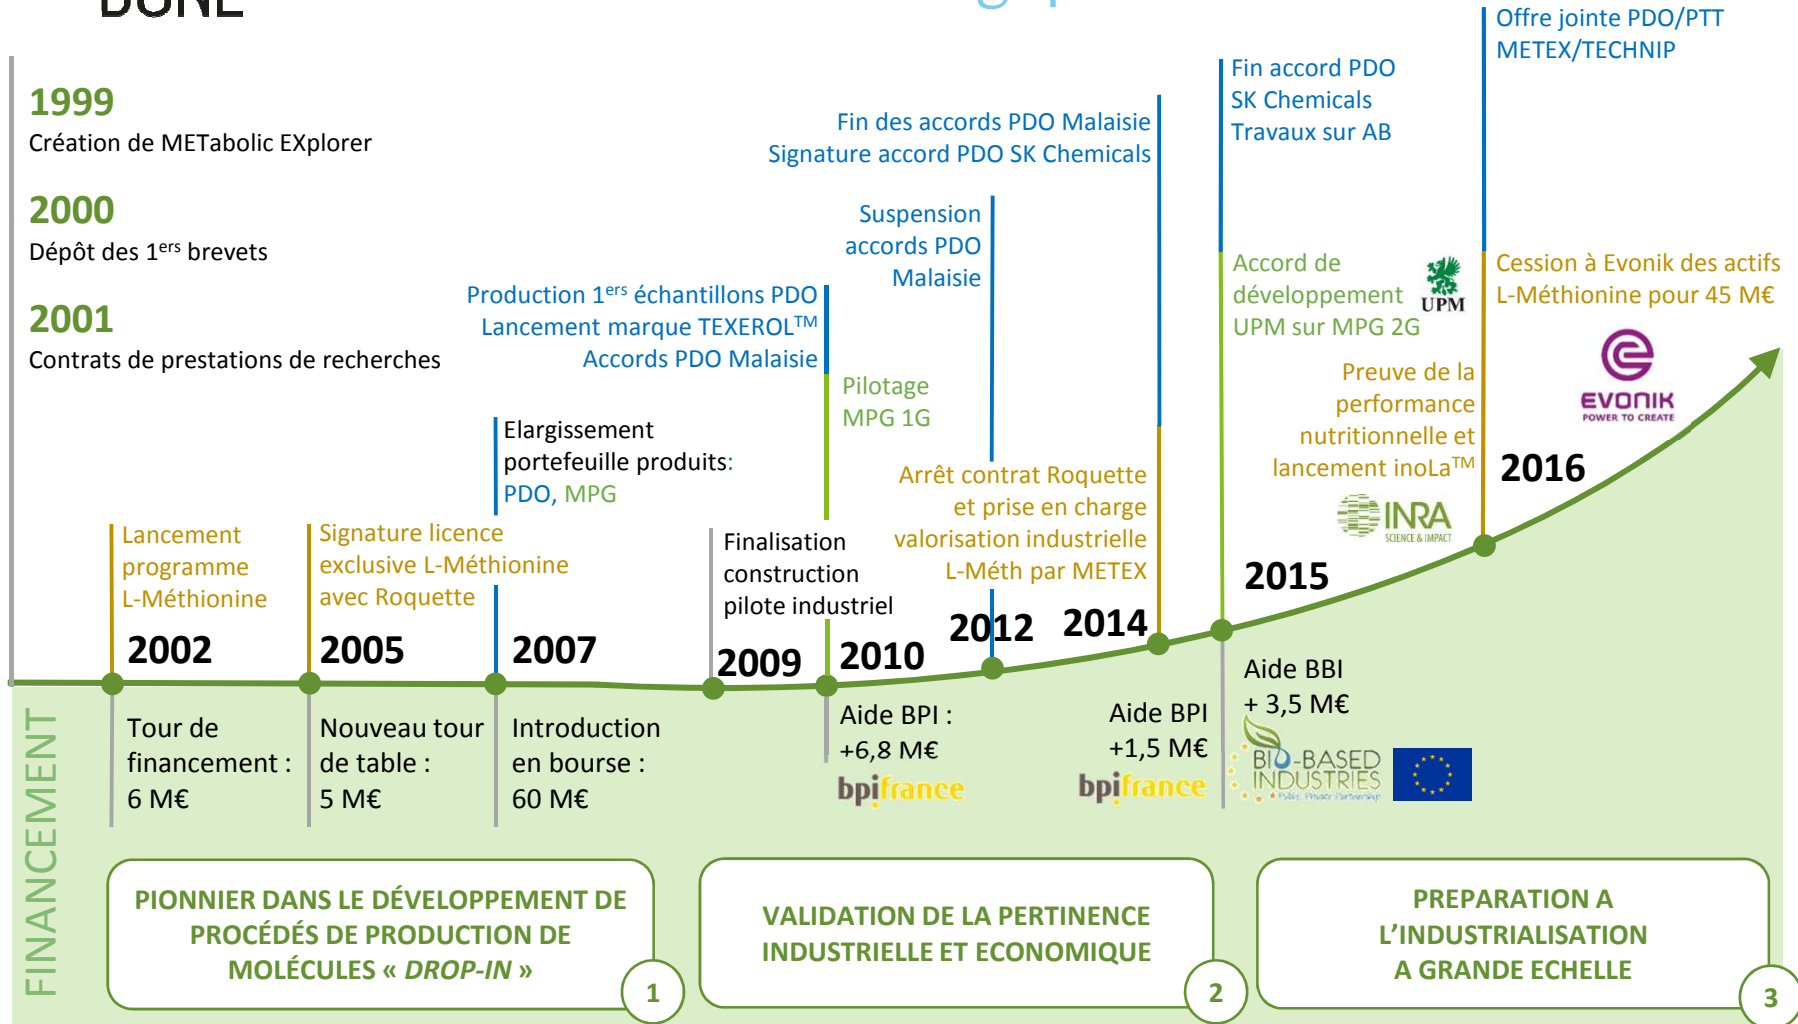 1999
Création de METabolic EXplorer
2000
Dépôt des 1ers brevets
2001
Contrats de prestations de recherches
Lancement
programme
L-Méthionine
2002
Signature licence
exclusive L-Méthionine
avec Roquette
2005
Elargissement
portefeuille produits:
PDO, MPG
2007
Finalisation
construction
pilote industriel
2009
Production 1ers échantillons PDO
Lancement marque TEXEROL™
Accords PDO Malaisie
Pilotage
MPG 1G
2010
Suspension
accords PDO
Malaisie
2012
Fin des accords PDO Malaisie
Signature accord PDO SK Chemicals
Arrêt contrat Roquette
et prise en charge
valorisation industrielle
L-Méth par METEX
2014
Fin accord PDO
SK Chemicals
Travaux sur AB
Accord de
développement
UPM sur MPG 2G
UPM
2015
Offre jointe PDO/PTT
METEX/TECHNIP
Cession à Evonik des actifs
L-Méthionine pour 45 M€
EVONIK
POWER TO CREATE
Preuve de la
performance
nutritionnelle et
lancement inoLa™
INRA
SCIENCE & IMPACT
2016
FINANCEMENT
Tour de
financement :
6 M€
Nouveau tour
de table :
5 M€
Introduction
en bourse :
60 M€
Aide BPI :
+6,8 M€
bpifrance
Aide BPI
+1,5 M€
bpifrance
Aide BBI
+ 3,5 M€
BIO-BASED
INDUSTRIES
Public Private Partnership
PIONNIER DANS LE DÉVELOPPEMENT DE
PROCÉDÉS DE PRODUCTION DE
MOLÉCULES « DROP-IN »
1
VALIDATION DE LA PERTINENCE
INDUSTRIELLE ET ECONOMIQUE
2
PREPARATION A
L'INDUSTRIALISATION
A GRANDE ECHELLE
3